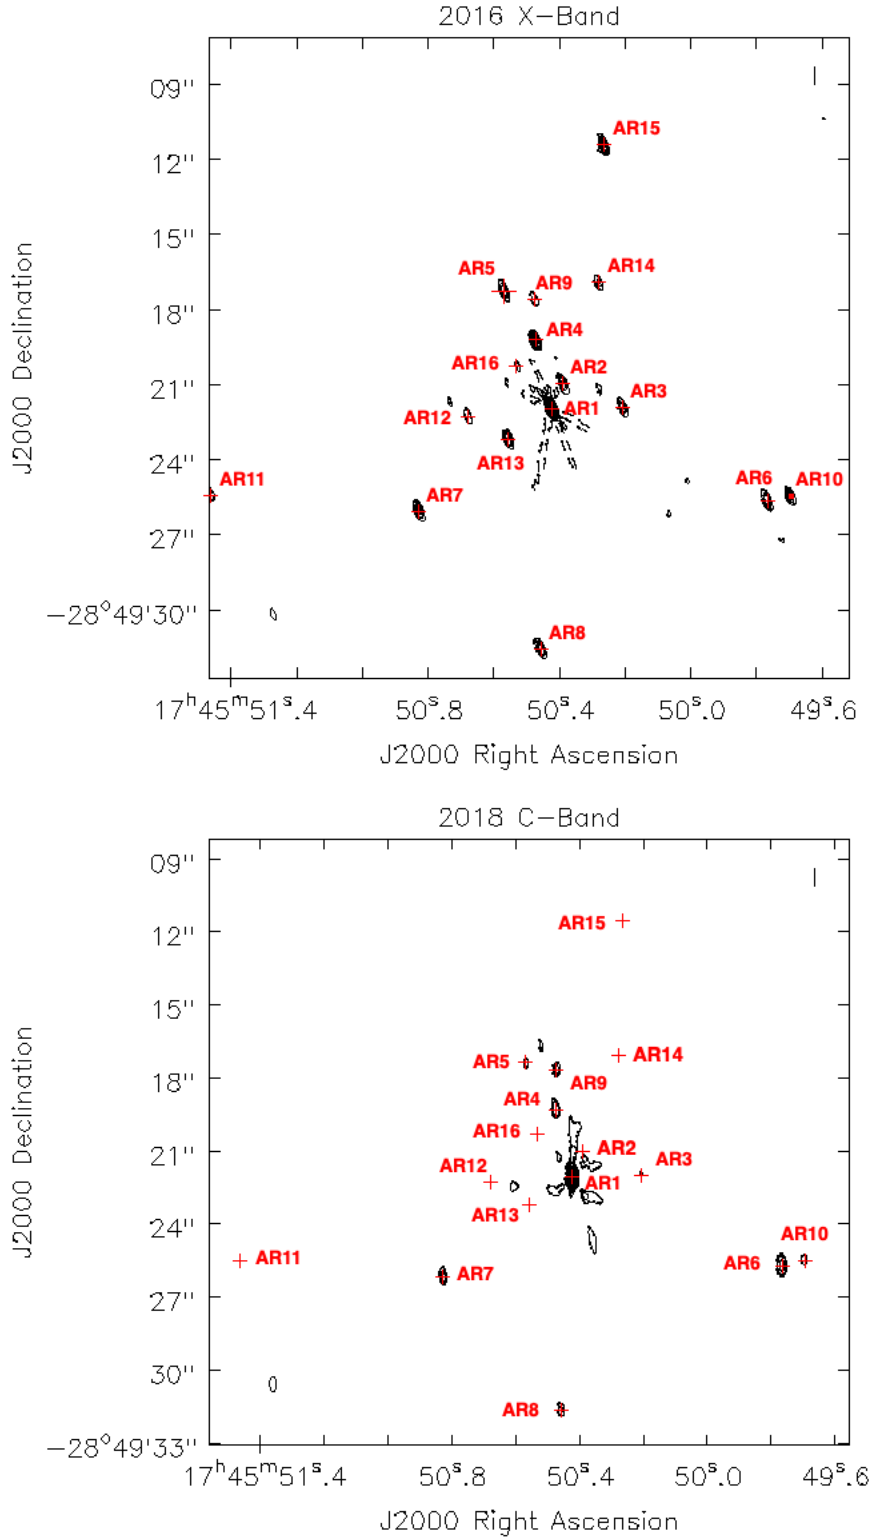 2016 X-Band
09"
AR15
12"
15"
AR5
AR14
AR9
18"
AR4
AR16
AR2
21"
AR3
AR1
AR12
AR13
24"
AR11
AR6
AR10
AR7
27"
-28°49'30"
AR8
17ʰ45ᵐ51ˢ.4
50ˢ.8
50ˢ.4
50ˢ.0
49ˢ.6
J2000 Declination
J2000 Right Ascension
2018 C-Band
09"
AR15
12"
15"
AR14
AR5
AR9
18"
AR4
AR16
AR2
21"
AR12
AR3
AR1
AR13
24"
AR10
AR11
AR6
AR7
27"
30"
AR8
-28°49'33"
17ʰ45ᵐ51ˢ.4
50ˢ.8
50ˢ.4
50ˢ.0
49ˢ.6
J2000 Declination
J2000 Right Ascension